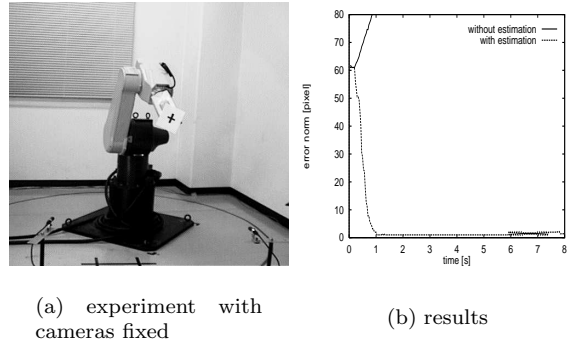 80
70
60
50
40
30
20
10
0
error norm [pixel]
without estimation
with estimation
0 1 2 3 4 5 6 7 8
time [s]
(a) experiment with
cameras fixed
(b) results